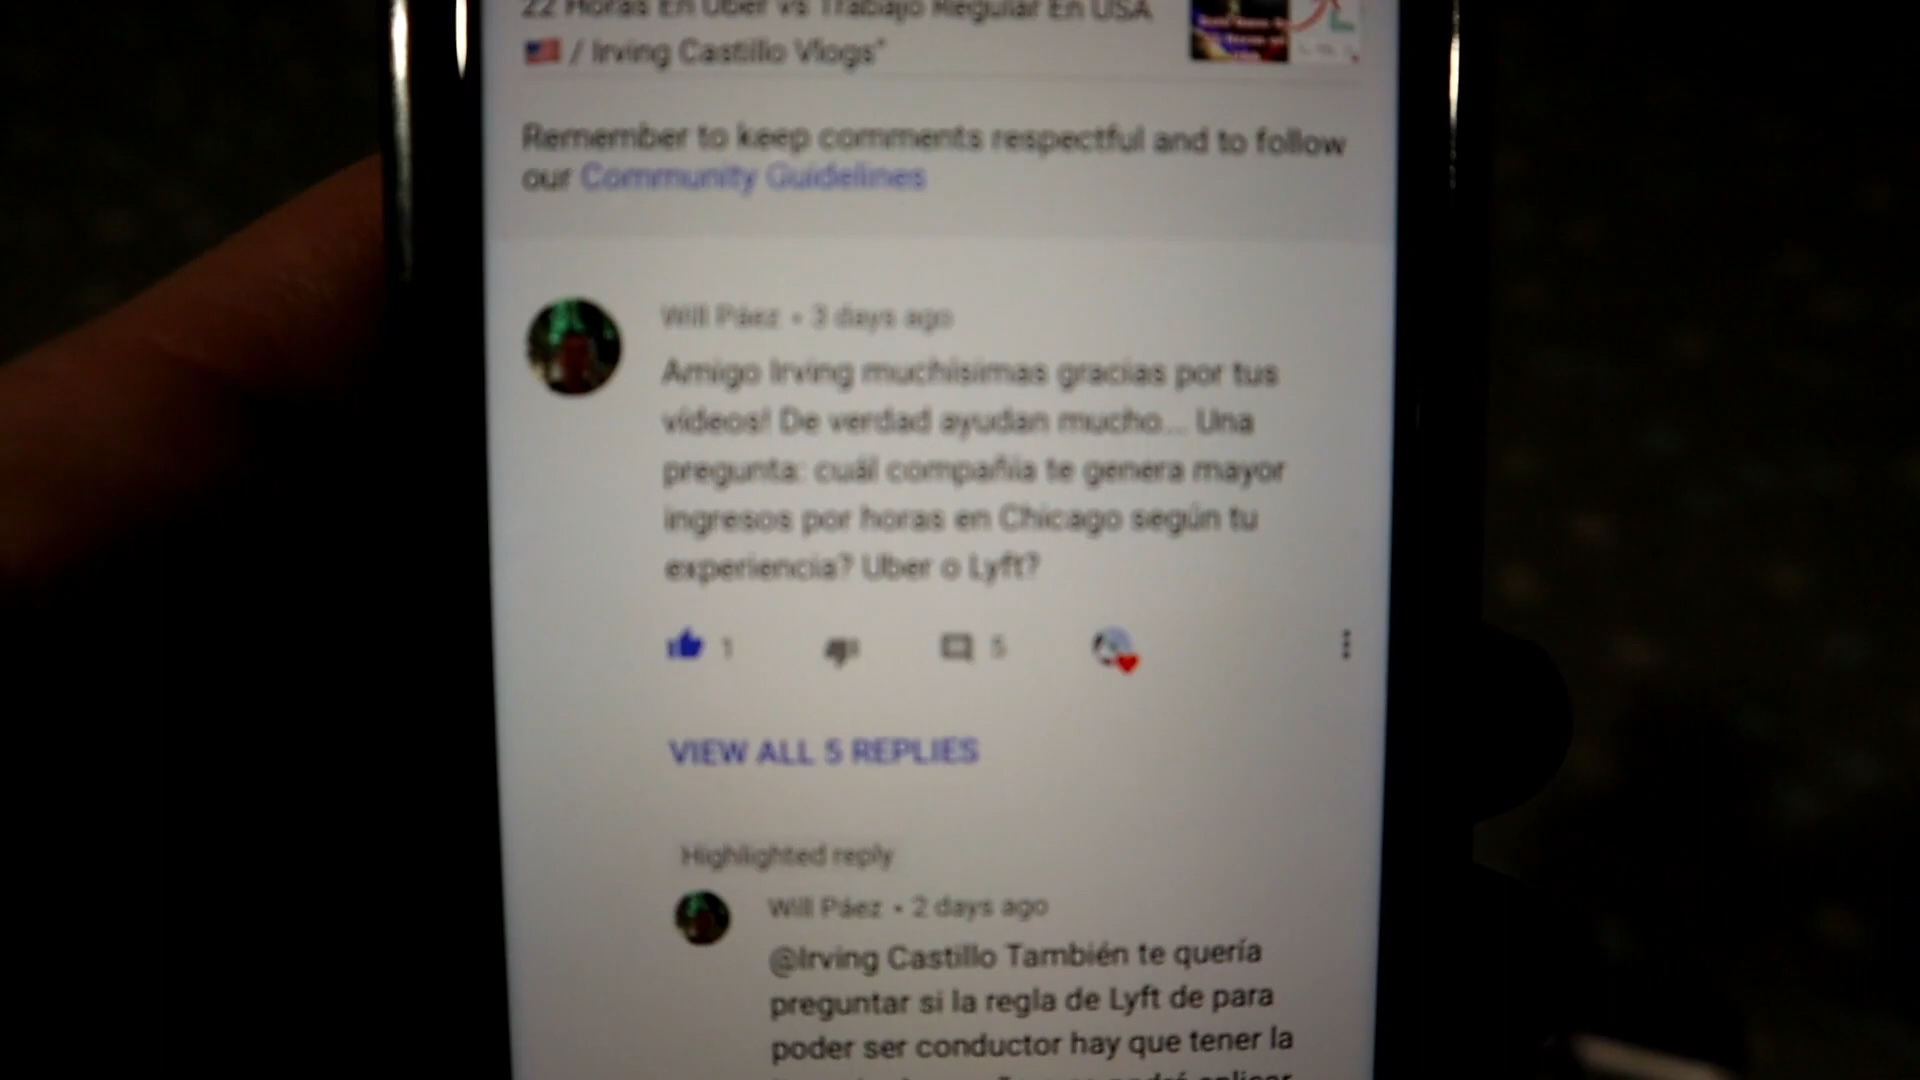 22 Horas En Uber vs Trabajo Regular En USA
/ Irving Castillo Vlogs"
Remember to keep comments respectful and to follow
our Community Guidelines
Will Páez • 3 days ago
Amigo Irving muchísimas gracias por tus
vídeos! De verdad ayudan mucho... Una
pregunta: cuál compañía te genera mayor
ingresos por horas en Chicago según tu
experiencia? Uber o Lyft?
1 5
VIEW ALL 5 REPLIES
Highlighted reply
Will Páez • 2 days ago
@Irving Castillo También te quería
preguntar si la regla de Lyft de para
poder ser conductor hay que tener la